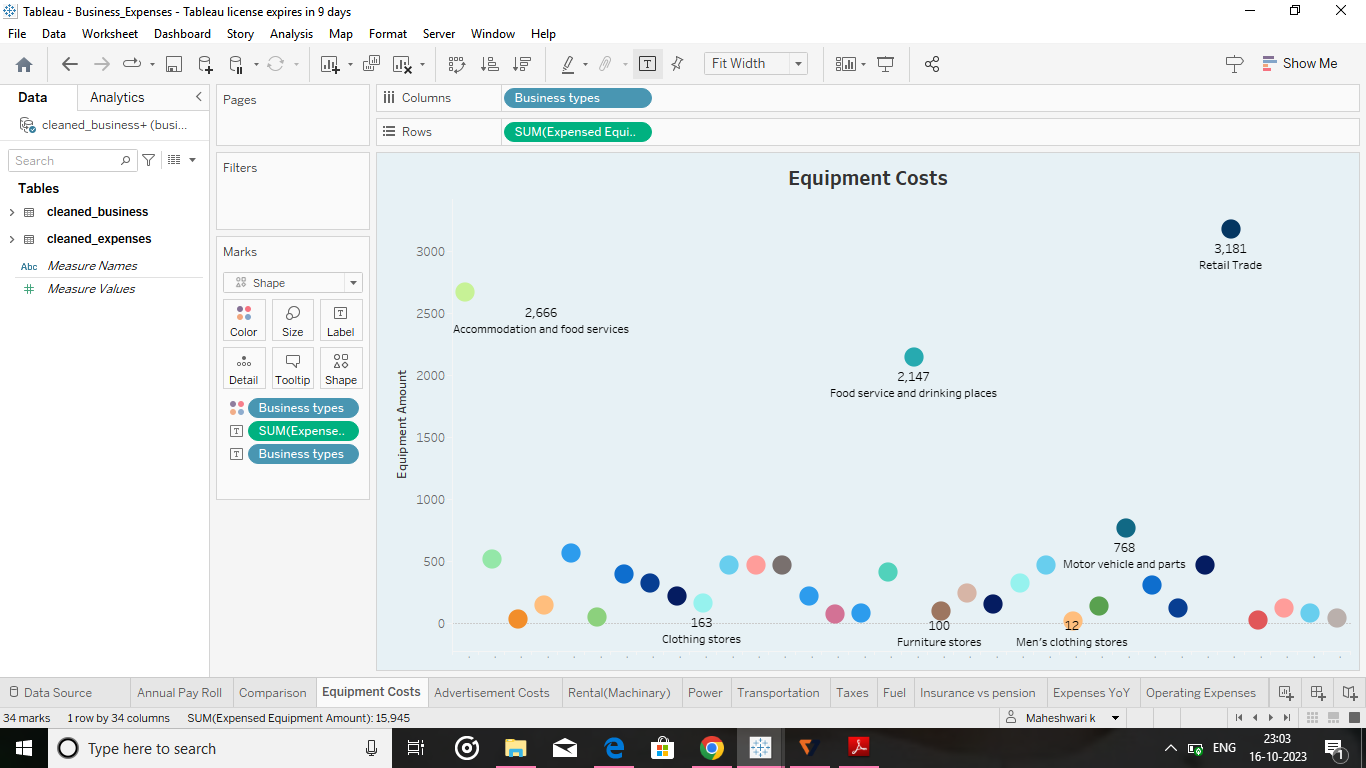 Tableau - Business_Expenses - Tableau license expires in 9 days
File Data Worksheet Dashboard Story Analysis Map Format Server Window Help
Fit Width
Show Me
Data Analytics
cleaned_business+ (busi...
Search
Tables
cleaned_business
cleaned_expenses
Abc Measure Names
# Measure Values
Pages
Filters
Marks
Shape
Color Size Label
Detail Tooltip Shape
Business types
SUM(Expense..
Business types
Columns Business types
Rows SUM(Expensed Equi..
Equipment Costs
Equipment Amount
3000
2500
2000
1500
1000
500
0
3,181
Retail Trade
2,666
Accommodation and food services
2,147
Food service and drinking places
768
Motor vehicle and parts
163
Clothing stores
100
Furniture stores
12
Men's clothing stores
Data Source Annual Pay Roll Comparison Equipment Costs Advertisement Costs Rental(Machinary) Power Transportation Taxes Fuel Insurance vs pension Expenses YoY Operating Expenses
34 marks 1 row by 34 columns SUM(Expensed Equipment Amount): 15,945 Maheshwari k
Type here to search
ENG
23:03
16-10-2023
1